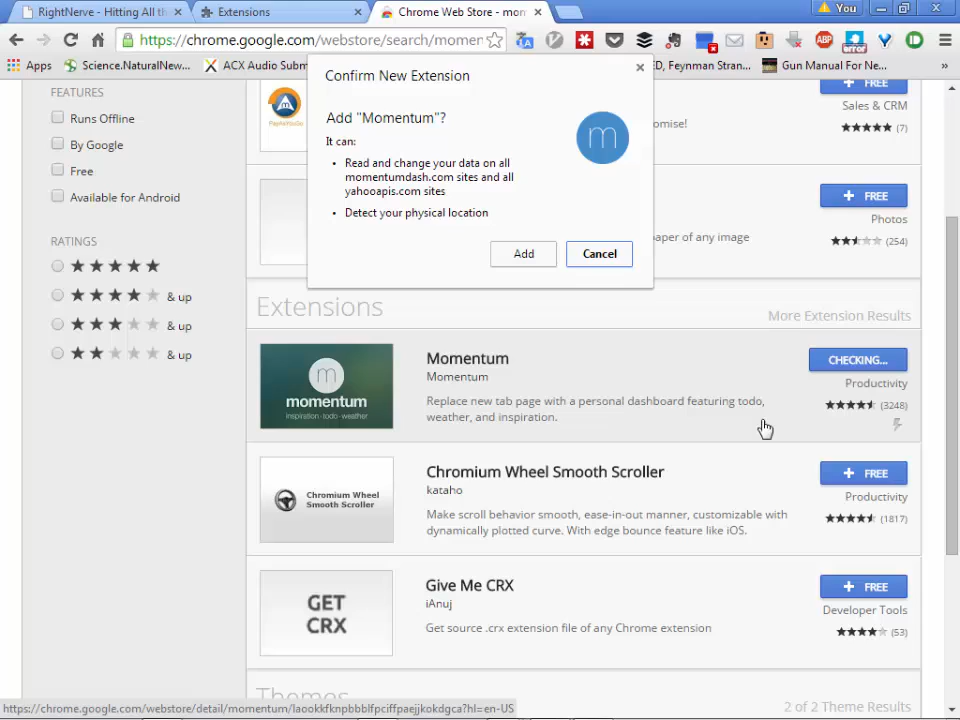 RightNerve - Hitting All th
Extensions
Chrome Web Store - mon
You
https://chrome.google.com/webstore/search/momen
error
ABP
Apps
Science.NaturalNew...
ACX Audio Subm
ED, Feynman Stran...
Gun Manual For Ne...
»
Confirm New Extension
Add "Momentum"?
It can:
• Read and change your data on all
momentumdash.com sites and all
yahooapis.com sites
• Detect your physical location
m
Add
Cancel
FEATURES
Runs Offline
By Google
Free
Available for Android
RATINGS
& up
& up
& up
+ FREE
Sales & CRM
omise!
(7)
+ FREE
Photos
paper of any image
(254)
Extensions
More Extension Results
m
momentum
inspiration · todo · weather
Momentum
Momentum
Replace new tab page with a personal dashboard featuring todo,
weather, and inspiration.
CHECKING...
Productivity
(3248)
Chromium Wheel
Smooth Scroller
Chromium Wheel Smooth Scroller
kataho
Make scroll behavior smooth, ease-in-out manner, customizable with
dynamically plotted curve. With edge bounce feature like iOS.
+ FREE
Productivity
(1817)
GET
CRX
Give Me CRX
iAnuj
Get source .crx extension file of any Chrome extension
+ FREE
Developer Tools
(53)
Themes
2 of 2 Theme Results
https://chrome.google.com/webstore/detail/momentum/laookkfknpbbblfpciffpaejjkokdgca?hl=en-US